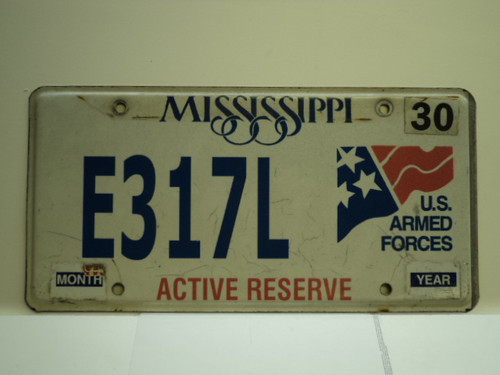 MISSISSIPPI
30
E317L
U.S.
ARMED
FORCES
MONTH
ACTIVE RESERVE
YEAR